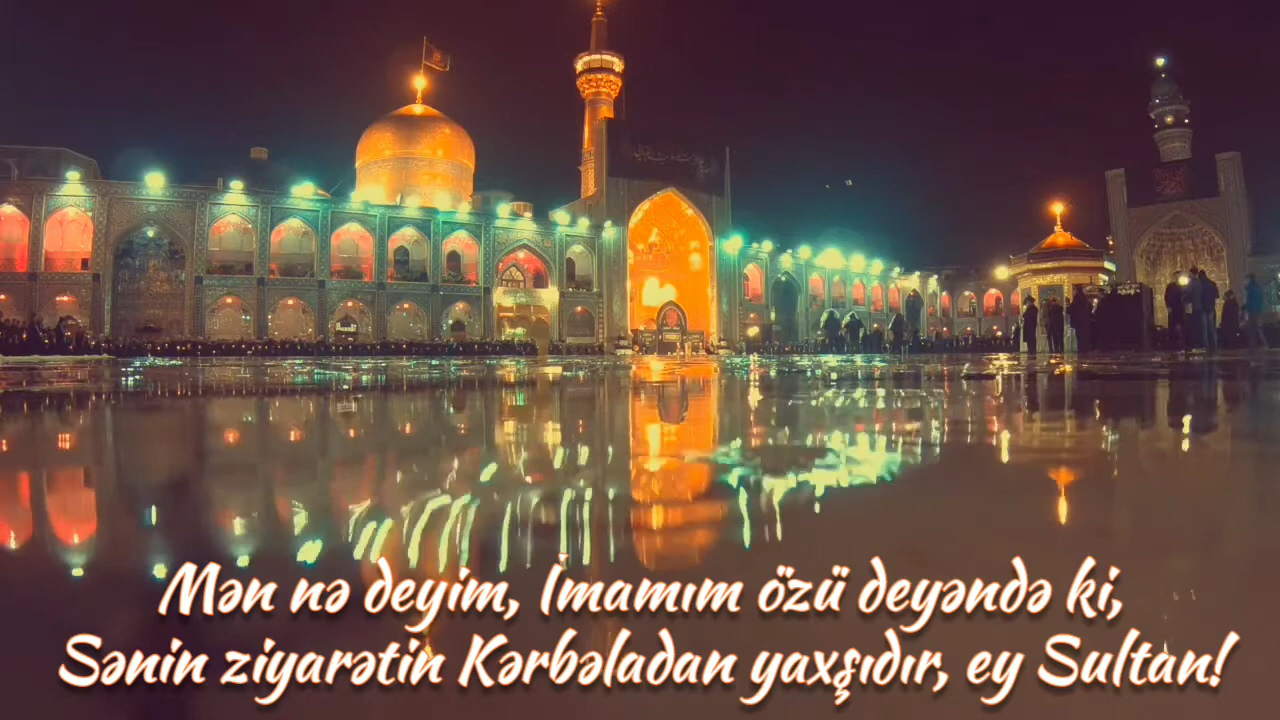 Mən nə deyim, İmamım özü deyəndə ki,
Sənin ziyarətin Kərbəladan yaxşıdır, ey Sultan!